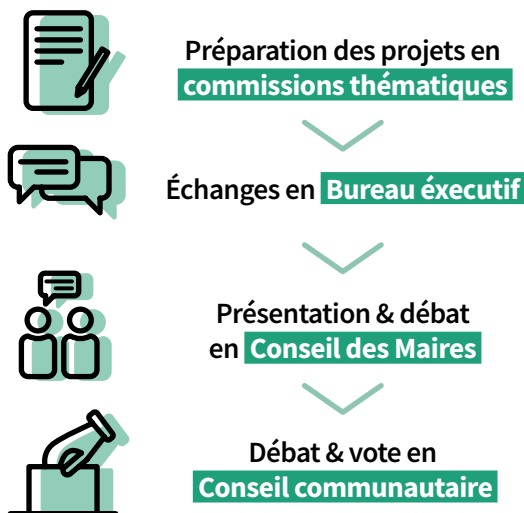 Préparation des projets en
commissions thématiques
Échanges en Bureau éxecutif
Présentation & débat
en Conseil des Maires
Débat & vote en
Conseil communautaire